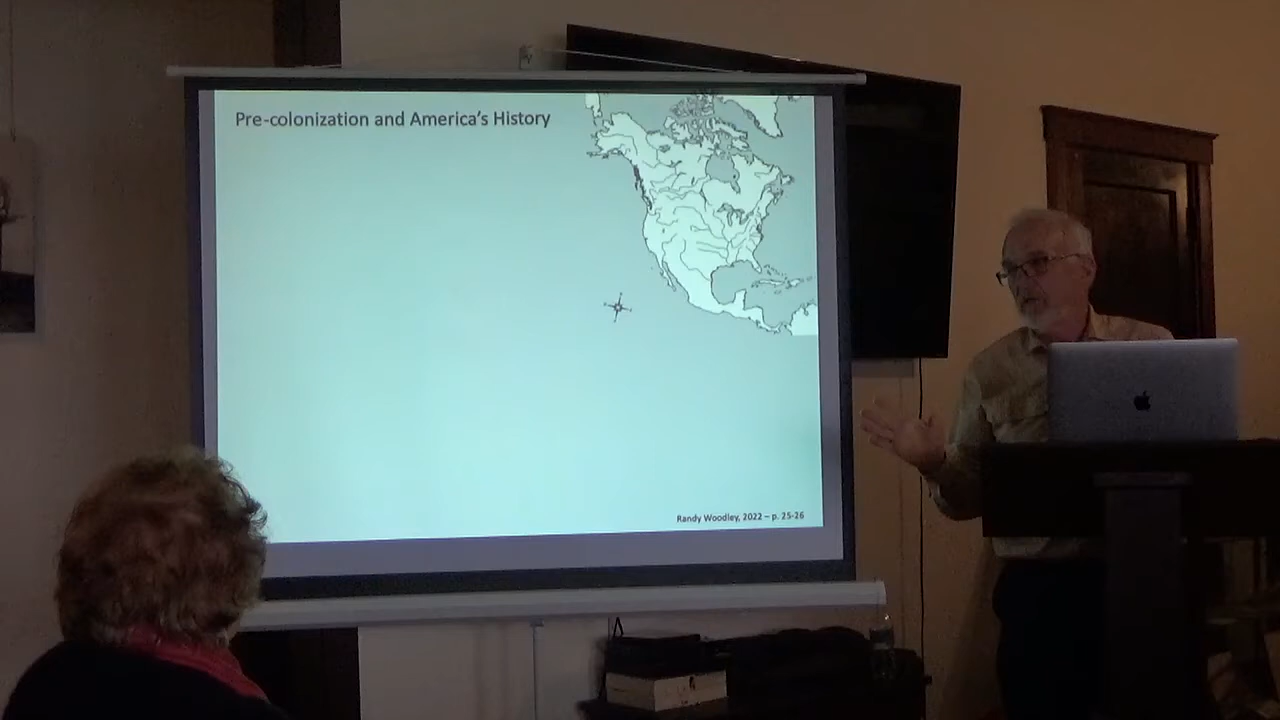 Pre-colonization and America's History
Randy Woodley, 2022 – p. 25-26